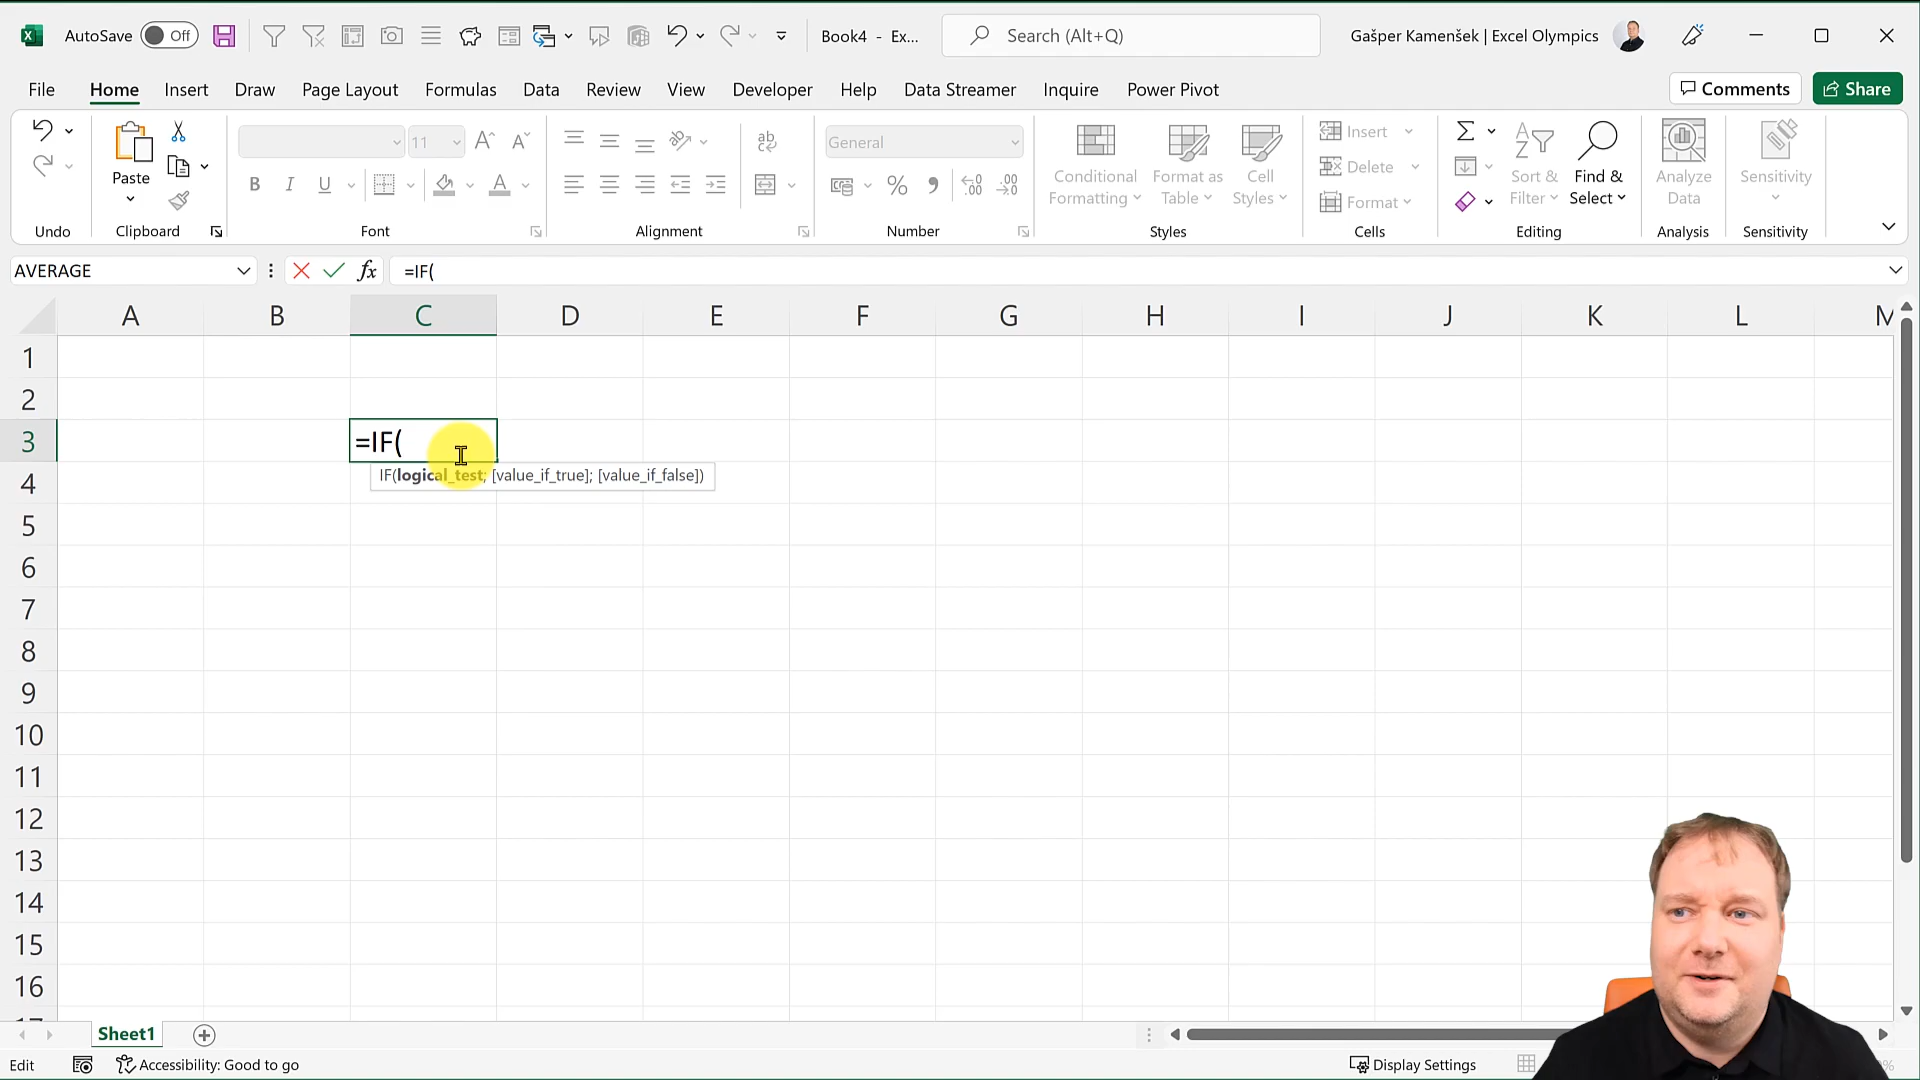 AutoSave Off Book4 - Ex... Search (Alt+Q) Gašper Kamenšek | Excel Olympics
File Home Insert Draw Page Layout Formulas Data Review View Developer Help Data Streamer Inquire Power Pivot Comments Share
11 General Insert
Paste Conditional Formatting Format as Table Cell Styles Delete Sort & Filter Find & Select Analyze Data Sensitivity
B I U Format
Undo Clipboard Font Alignment Number Styles Cells Editing Analysis Sensitivity
AVERAGE fx =IF(
A B C D E F G H I J K L M
1
2
3 =IF(
IF(logical_test; [value_if_true]; [value_if_false])
4
5
6
7
8
9
10
11
12
13
14
15
16
17
Sheet1
Edit Accessibility: Good to go Display Settings